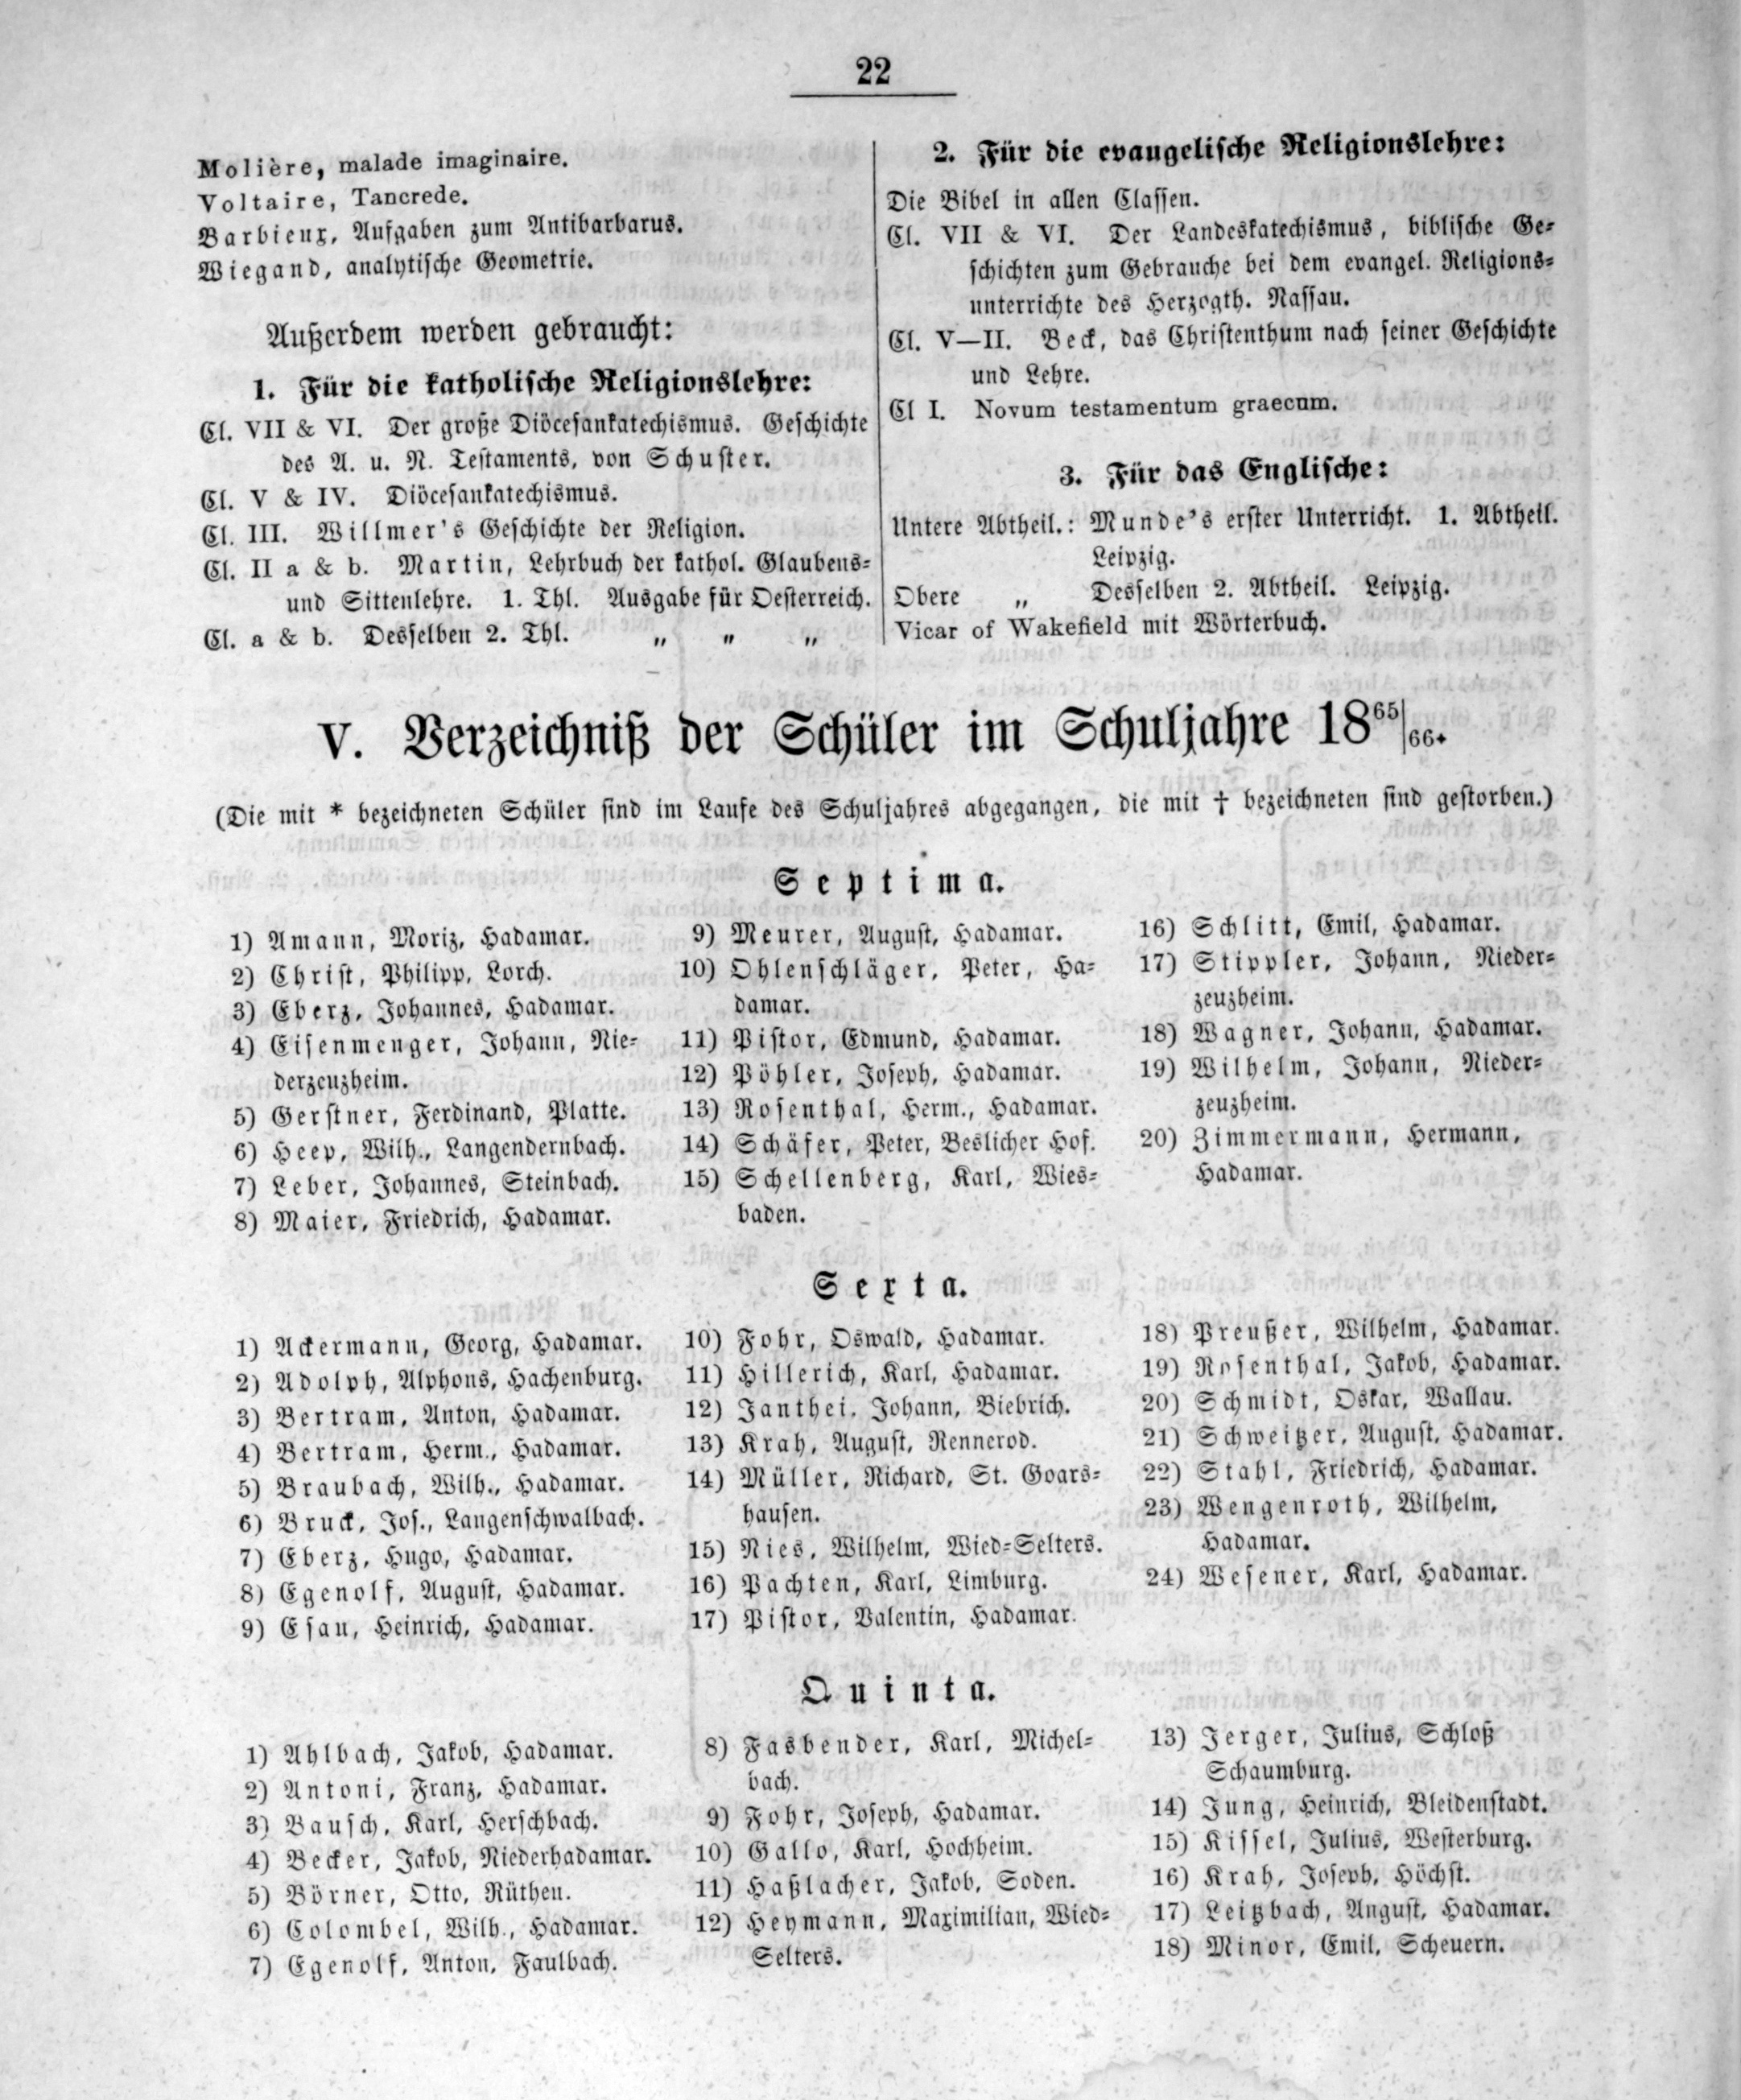 22
Molière, malade imaginaire.
Voltaire, Tancrede.
Barbieux, Aufgaben zum Antibarbarus.
Wiegand, analytische Geometrie.
Außerdem werden gebraucht:
1. Für die katholische Religionslehre:
Cl. VII & VI. Der große Diöcesankatechismus. Geschichte
des A. u. N. Testaments, von Schuster.
Cl. V & IV. Diöcesankatechismus.
Cl. III. Willmer's Geschichte der Religion.
Cl. II a & b. Martin, Lehrbuch der kathol. Glaubens-
und Sittenlehre. 1. Thl. Ausgabe für Oesterreich.
Cl. a & b. Desselben 2. Thl. „ „ „
2. Für die evangelische Religionslehre:
Die Bibel in allen Classen.
Cl. VII & VI. Der Landeskatechismus, biblische Ge-
schichten zum Gebrauche bei dem evangel. Religions-
unterrichte des Herzogth. Nassau.
Cl. V—II. Beck, das Christenthum nach seiner Geschichte
und Lehre.
Cl I. Novum testamentum graecum.
3. Für das Englische:
Untere Abtheil.: Munde's erster Unterricht. 1. Abtheil.
Leipzig.
Obere „ Desselben 2. Abtheil. Leipzig.
Vicar of Wakefield mit Wörterbuch.
V. Verzeichniß der Schüler im Schuljahre 1865/66.
(Die mit * bezeichneten Schüler sind im Laufe des Schuljahres abgegangen, die mit † bezeichneten sind gestorben.)
Septima.
1) Amann, Moriz, Hadamar.
2) Christ, Philipp, Lorch.
3) Eberz, Johannes, Hadamar.
4) Eisenmenger, Johann, Nie-
derzeuzheim.
5) Gerstner, Ferdinand, Platte.
6) Heep, Wilh., Langendernbach.
7) Leber, Johannes, Steinbach.
8) Maier, Friedrich, Hadamar.
9) Meurer, August, Hadamar.
10) Ohlenschläger, Peter, Ha-
damar.
11) Pistor, Edmund, Hadamar.
12) Pöhler, Joseph, Hadamar.
13) Rosenthal, Herm., Hadamar.
14) Schäfer, Peter, Beslicher Hof.
15) Schellenberg, Karl, Wies-
baden.
16) Schlitt, Emil, Hadamar.
17) Stippler, Johann, Nieder-
zeuzheim.
18) Wagner, Johann, Hadamar.
19) Wilhelm, Johann, Nieder-
zeuzheim.
20) Zimmermann, Hermann,
Hadamar.
Sexta.
1) Ackermann, Georg, Hadamar.
2) Adolph, Alphons, Hachenburg.
3) Bertram, Anton, Hadamar.
4) Bertram, Herm., Hadamar.
5) Braubach, Wilh., Hadamar.
6) Bruck, Jos., Langenschwalbach.
7) Eberz, Hugo, Hadamar.
8) Egenolf, August, Hadamar.
9) Esau, Heinrich, Hadamar.
10) Fohr, Oswald, Hadamar.
11) Hillerich, Karl, Hadamar.
12) Janthei, Johann, Biebrich.
13) Krah, August, Rennerod.
14) Müller, Richard, St. Goars-
hausen.
15) Nies, Wilhelm, Wied-Selters.
16) Pachten, Karl, Limburg.
17) Pistor, Valentin, Hadamar.
18) Preußer, Wilhelm, Hadamar.
19) Rosenthal, Jakob, Hadamar.
20) Schmidt, Oskar, Wallau.
21) Schweitzer, August, Hadamar.
22) Stahl, Friedrich, Hadamar.
23) Wengenroth, Wilhelm,
Hadamar.
24) Wesener, Karl, Hadamar.
Quinta.
1) Ahlbach, Jakob, Hadamar.
2) Antoni, Franz, Hadamar.
3) Bausch, Karl, Herschbach.
4) Becker, Jakob, Niederhadamar.
5) Börner, Otto, Rüthen.
6) Colombel, Wilh., Hadamar.
7) Egenolf, Anton, Faulbach.
8) Fasbender, Karl, Michel-
bach.
9) Fohr, Joseph, Hadamar.
10) Gallo, Karl, Hochheim.
11) Haßlacher, Jakob, Soden.
12) Heymann, Maximilian, Wied-
Selters.
13) Jerger, Julius, Schloß
Schaumburg.
14) Jung, Heinrich, Bleidenstadt.
15) Kissel, Julius, Westerburg.
16) Krah, Joseph, Höchst.
17) Leitzbach, August, Hadamar.
18) Minor, Emil, Scheuern.